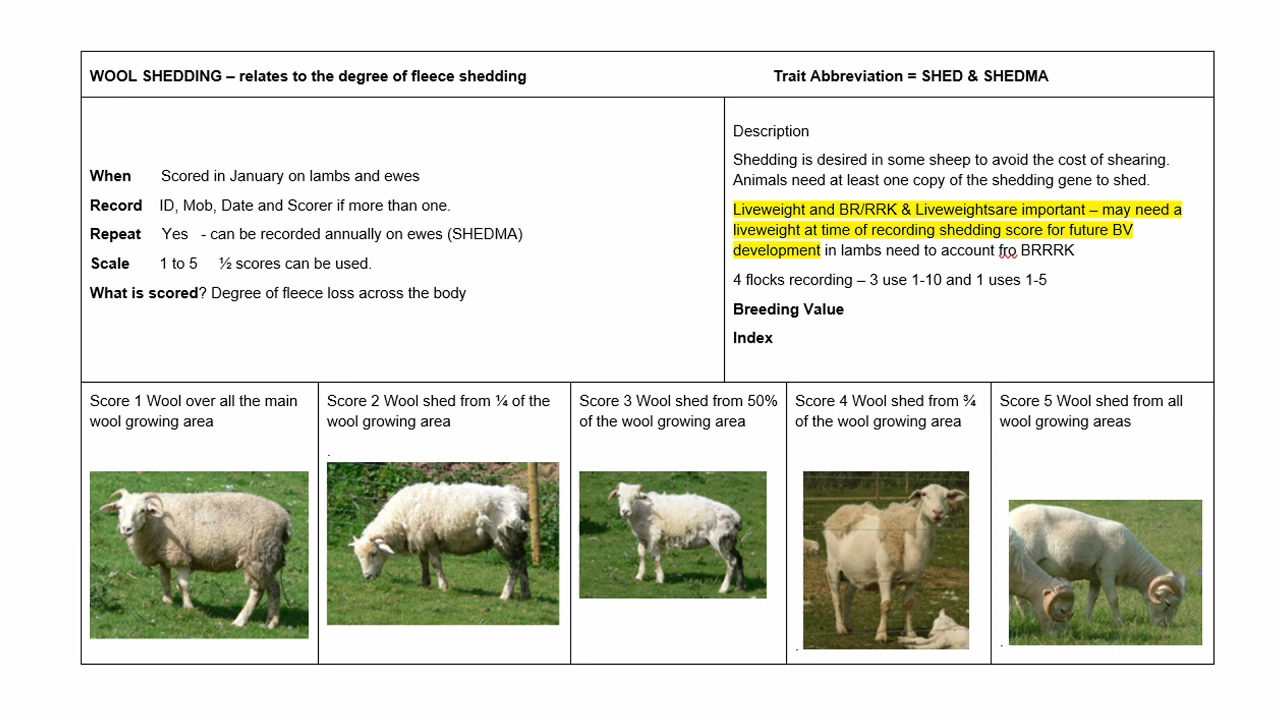 WOOL SHEDDING – relates to the degree of fleece shedding
Trait Abbreviation = SHED & SHEDMA
When Scored in January on lambs and ewes
Record ID, Mob, Date and Scorer if more than one.
Repeat Yes - can be recorded annually on ewes (SHEDMA)
Scale 1 to 5 ½ scores can be used.
What is scored? Degree of fleece loss across the body
Description
Shedding is desired in some sheep to avoid the cost of shearing.
Animals need at least one copy of the shedding gene to shed.
Liveweight and BR/RRK & Liveweightsare important – may need a
liveweight at time of recording shedding score for future BV
development in lambs need to account fro BRRRK
4 flocks recording – 3 use 1-10 and 1 uses 1-5
Breeding Value
Index
Score 1 Wool over all the main
wool growing area
Score 2 Wool shed from ¼ of the
wool growing area
.
Score 3 Wool shed from 50%
of the wool growing area
Score 4 Wool shed from ¾
of the wool growing area
.
Score 5 Wool shed from all
wool growing areas
.